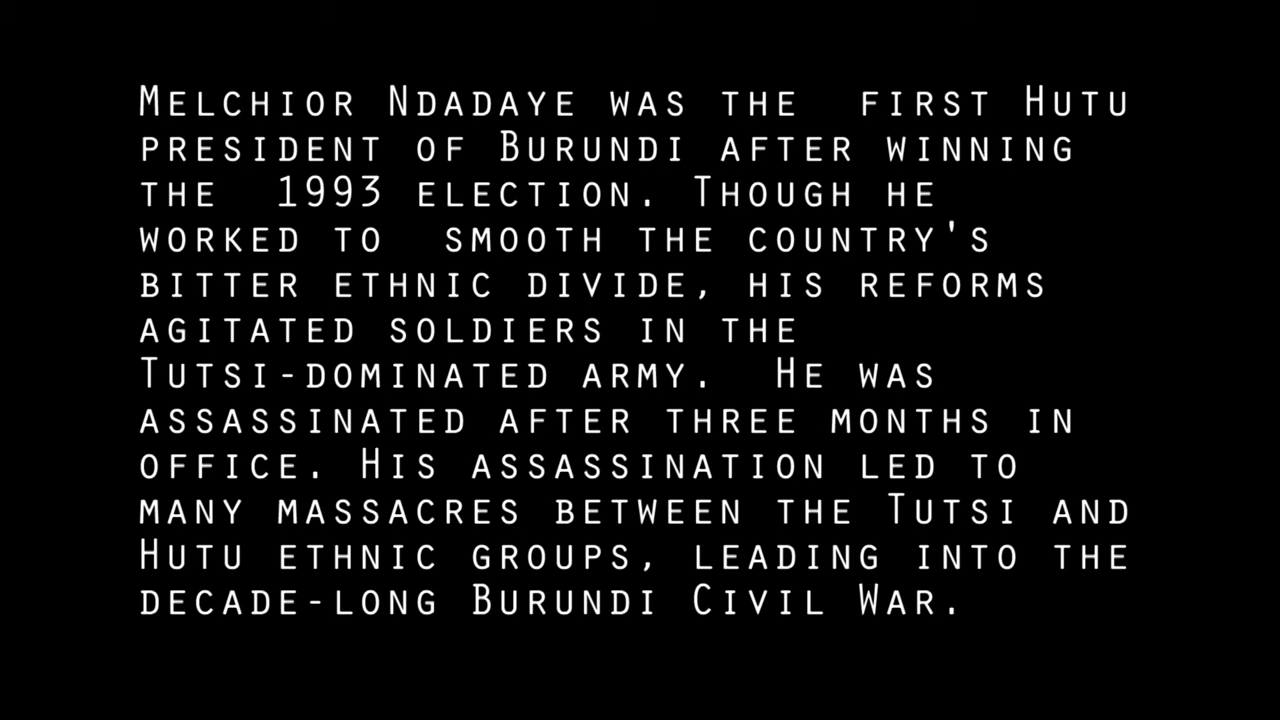 Melchior Ndadaye was the  first Hutu
president of Burundi after winning
the  1993 election. Though he
worked to  smooth the country's
bitter ethnic divide, his reforms
agitated soldiers in the
Tutsi-dominated army.  He was
assassinated after three months in
office. His assassination led to
many massacres between the Tutsi and
Hutu ethnic groups, leading into the
decade-long Burundi Civil War.